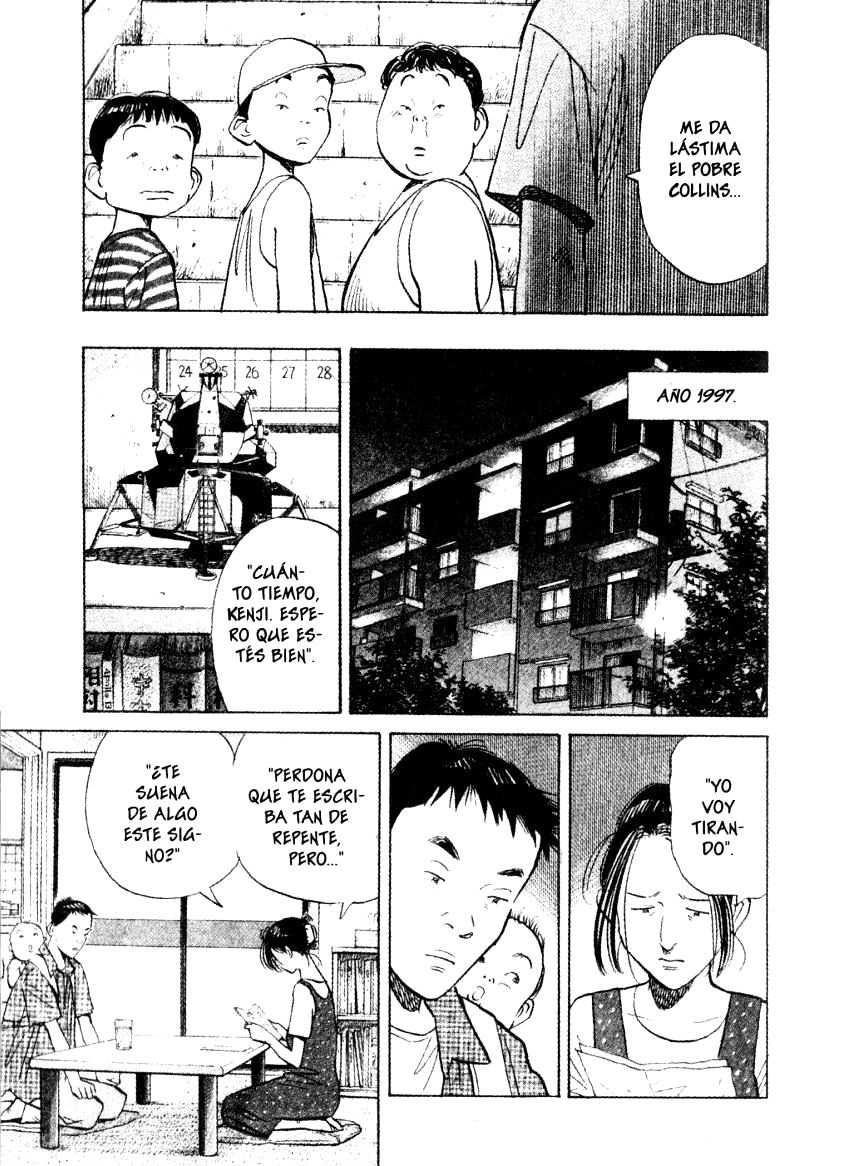 ME DA
LÁSTIMA
EL POBRE
COLLINS...
AÑO 1997.
24 25 26 27 28
"CUÁN-
TO TIEMPO,
KENJI. ESPE-
RO QUE ES-
TÉS BIEN".
科
"YO
VOY
TIRAN-
DO".
"PERDONA
QUE TE ESCRI-
BA TAN DE
REPENTE,
PERO..."
"¿TE
SUENA
DE ALGO
ESTE SIG-
NO?"